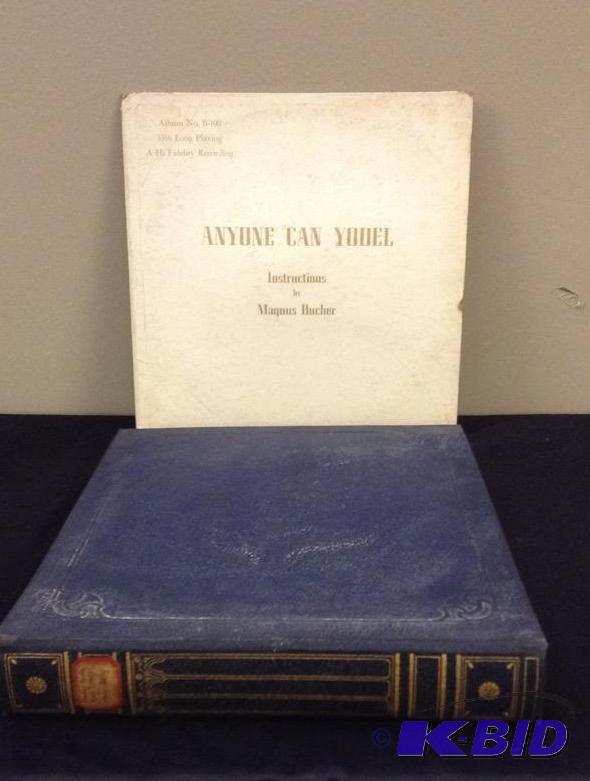 Album No. B-100
33⅓ Long Playing
A Hi Fidelity Recording
ANYONE CAN YODEL
Instructions
by
Magnus Bucher
© K-BID